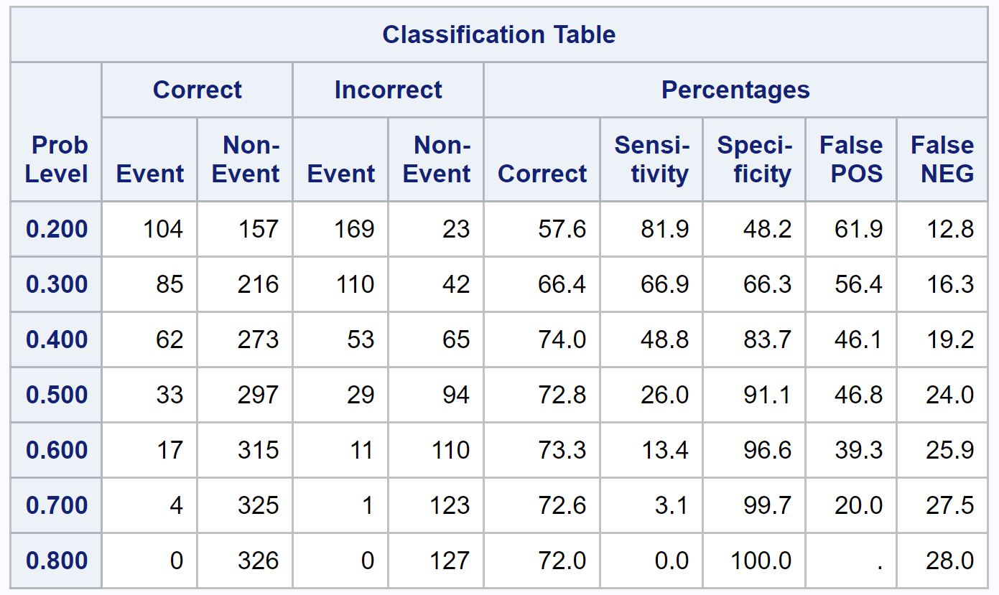 Classification Table
Correct Incorrect Percentages
Prob Level Event Non-Event Event Non-Event Correct Sensi-tivity Speci-ficity False POS False NEG
0.200 104 157 169 23 57.6 81.9 48.2 61.9 12.8
0.300 85 216 110 42 66.4 66.9 66.3 56.4 16.3
0.400 62 273 53 65 74.0 48.8 83.7 46.1 19.2
0.500 33 297 29 94 72.8 26.0 91.1 46.8 24.0
0.600 17 315 11 110 73.3 13.4 96.6 39.3 25.9
0.700 4 325 1 123 72.6 3.1 99.7 20.0 27.5
0.800 0 326 0 127 72.0 0.0 100.0 . 28.0